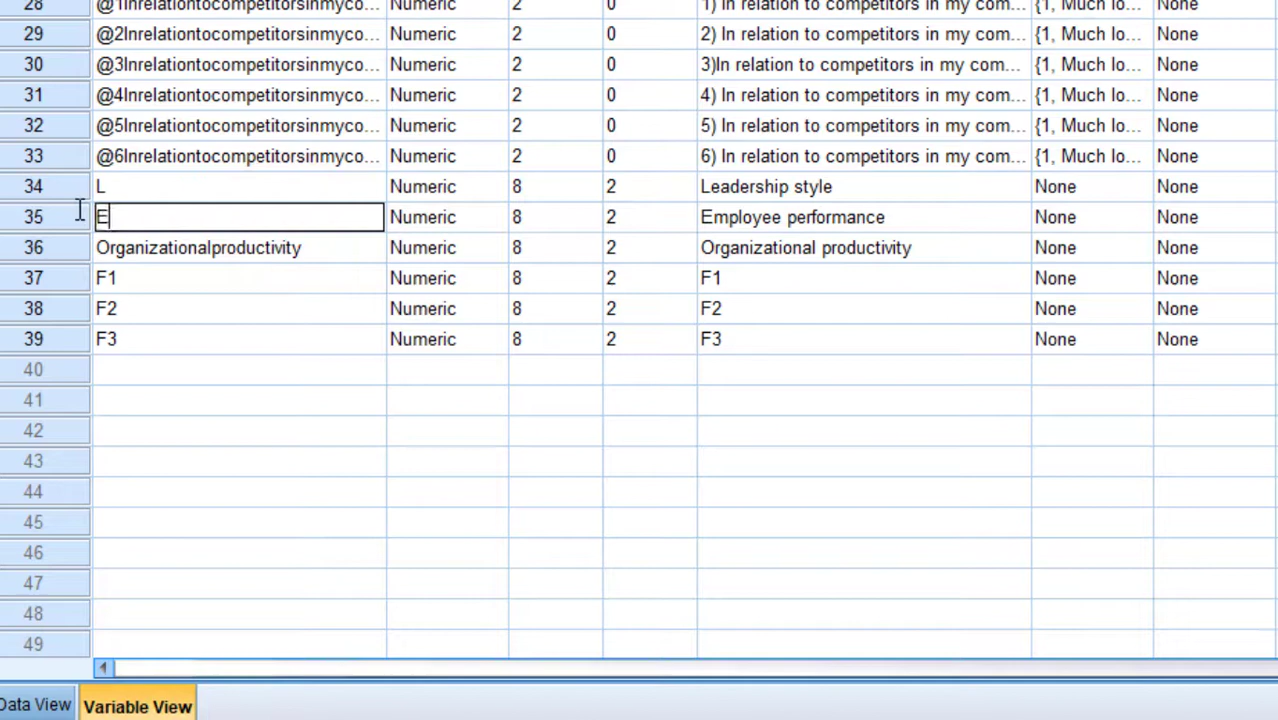 28 @1Inrelationtocompetitorsinmyco... Numeric 2 0 1) In relation to competitors in my com... {1, Much lo... None
29 @2Inrelationtocompetitorsinmyco... Numeric 2 0 2) In relation to competitors in my com... {1, Much lo... None
30 @3Inrelationtocompetitorsinmyco... Numeric 2 0 3)In relation to competitors in my com... {1, Much lo... None
31 @4Inrelationtocompetitorsinmyco... Numeric 2 0 4) In relation to competitors in my com... {1, Much lo... None
32 @5Inrelationtocompetitorsinmyco... Numeric 2 0 5) In relation to competitors in my com... {1, Much lo... None
33 @6Inrelationtocompetitorsinmyco... Numeric 2 0 6) In relation to competitors in my com... {1, Much lo... None
34 L Numeric 8 2 Leadership style None None
35 E Numeric 8 2 Employee performance None None
36 Organizationalproductivity Numeric 8 2 Organizational productivity None None
37 F1 Numeric 8 2 F1 None None
38 F2 Numeric 8 2 F2 None None
39 F3 Numeric 8 2 F3 None None
40
41
42
43
44
45
46
47
48
49
Data View Variable View